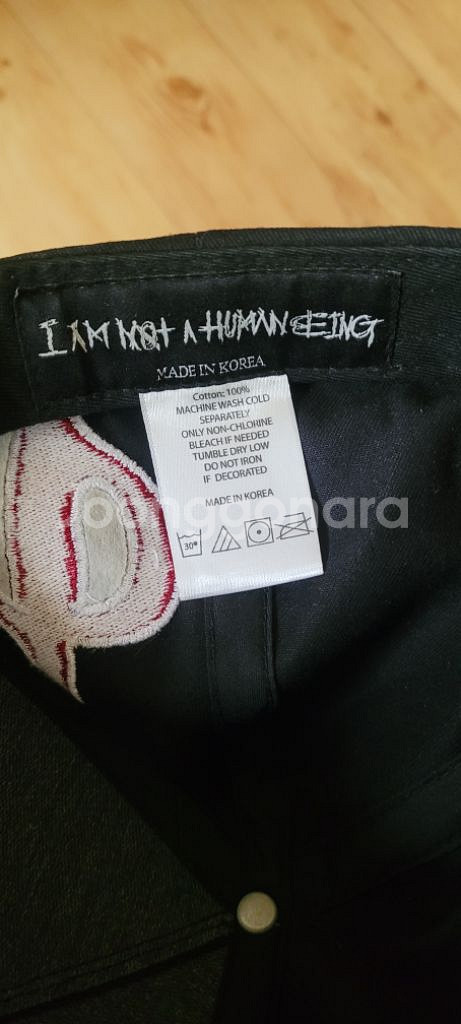 I AM NOT A HUMAN BEING
MADE IN KOREA
Cotton: 100%
MACHINE WASH COLD
SEPARATELY
ONLY NON-CHLORINE
BLEACH IF NEEDED
TUMBLE DRY LOW
DO NOT IRON
IF DECORATED
MADE IN KOREA
joongonara
30°